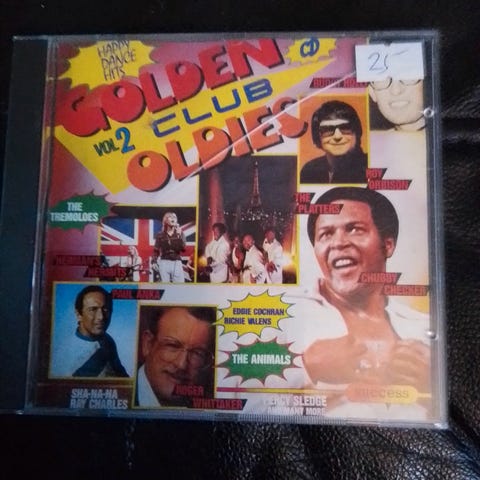 HAPPY
DANCE
HITS
GOLDEN
CD
25-
CLUB
VOL 2
OLDIES
BUDDY HOLLY
ROY
ORBISON
THE
TREMOLOES
THE
PLATTERS
HERMAN'S
HERMITS
CHUBBY
CHECKER
PAUL ANKA
EDDIE COCHRAN
RICHIE VALENS
THE ANIMALS
ROGER
WHITTAKER
SHA-NA-NA
RAY CHARLES
PERCY SLEDGE
AND MANY MORE
success